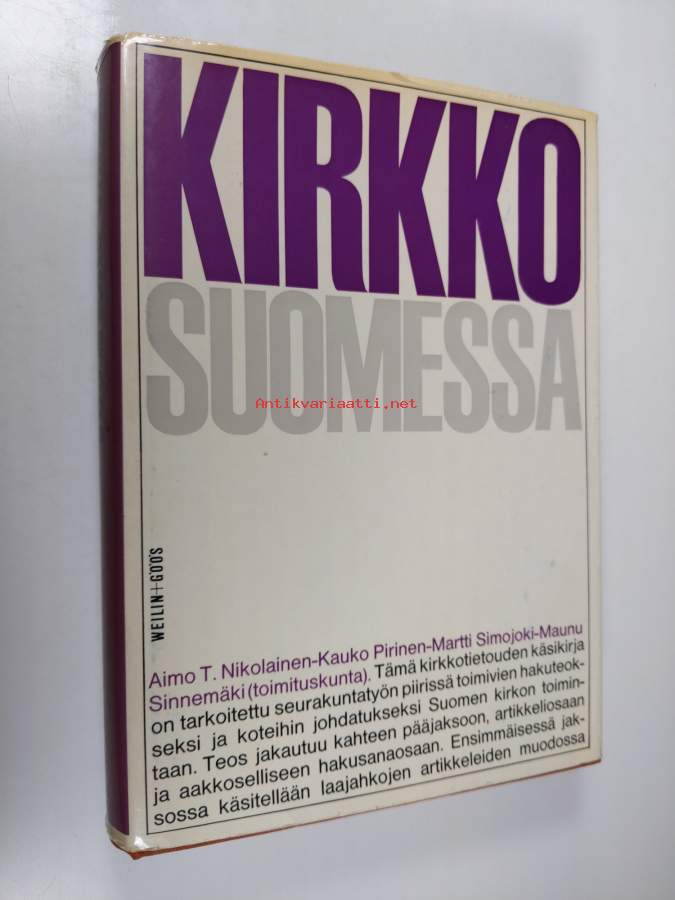 KIRKKO
SUOMESSA
Antikvariaatti.net
WEILIN+GÖÖS
Aimo T. Nikolainen-Kauko Pirinen-Martti Simojoki-Maunu
Sinnemäki (toimituskunta). Tämä kirkkotietouden käsikirja
on tarkoitettu seurakuntatyön piirissä toimivien hakuteok-
seksi ja koteihin johdatukseksi Suomen kirkon toimin-
taan. Teos jakautuu kahteen pääjaksoon, artikkeliosaan
ja aakkoselliseen hakusanaosaan. Ensimmäisessä jak-
sossa käsitellään laajahkojen artikkeleiden muodossa